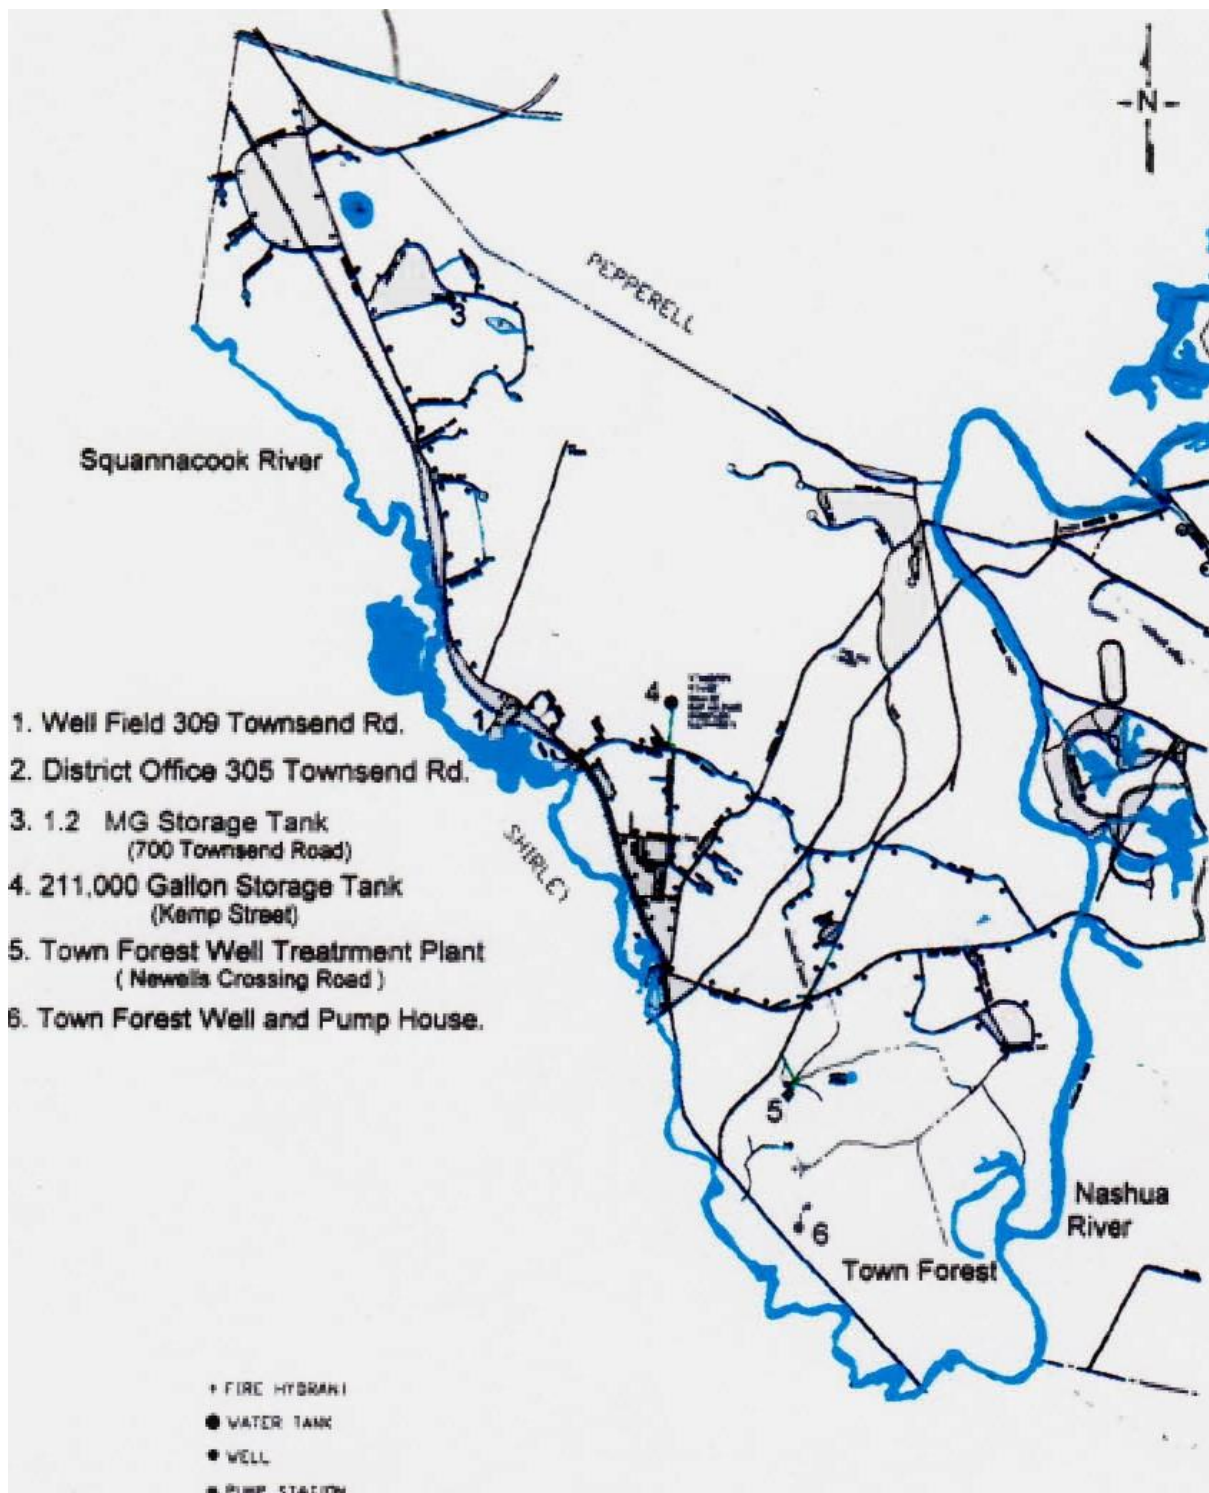 N
PEPPERELL
3
Squannacook River
4
1
1. Well Field 309 Townsend Rd.
2. District Office 305 Townsend Rd.
3. 1.2 MG Storage Tank
(700 Townsend Road)
SHIRLEY
4. 211,000 Gallon Storage Tank
(Kemp Street)
5. Town Forest Well Treatrment Plant
( Newells Crossing Road )
6. Town Forest Well and Pump House.
5
Nashua
River
6
Town Forest
+ FIRE HYDRANT
WATER TANK
WELL
PUMP STATION